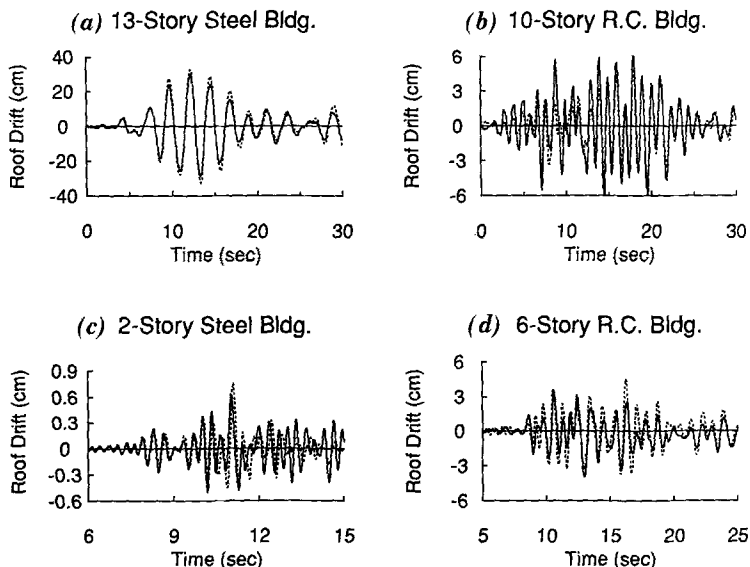 (a) 13-Story Steel Bldg.
Roof Drift (cm)
40
20
0
-20
-40
0 10 20 30
Time (sec)
(b) 10-Story R.C. Bldg.
Roof Drift (cm)
6
3
0
-3
-6
0 10 20 30
Time (sec)
(c) 2-Story Steel Bldg.
Roof Drift (cm)
0.9
0.6
0.3
0
-0.3
-0.6
6 9 12 15
Time (sec)
(d) 6-Story R.C. Bldg.
Roof Drift (cm)
6
3
0
-3
-6
5 10 15 20 25
Time (sec)